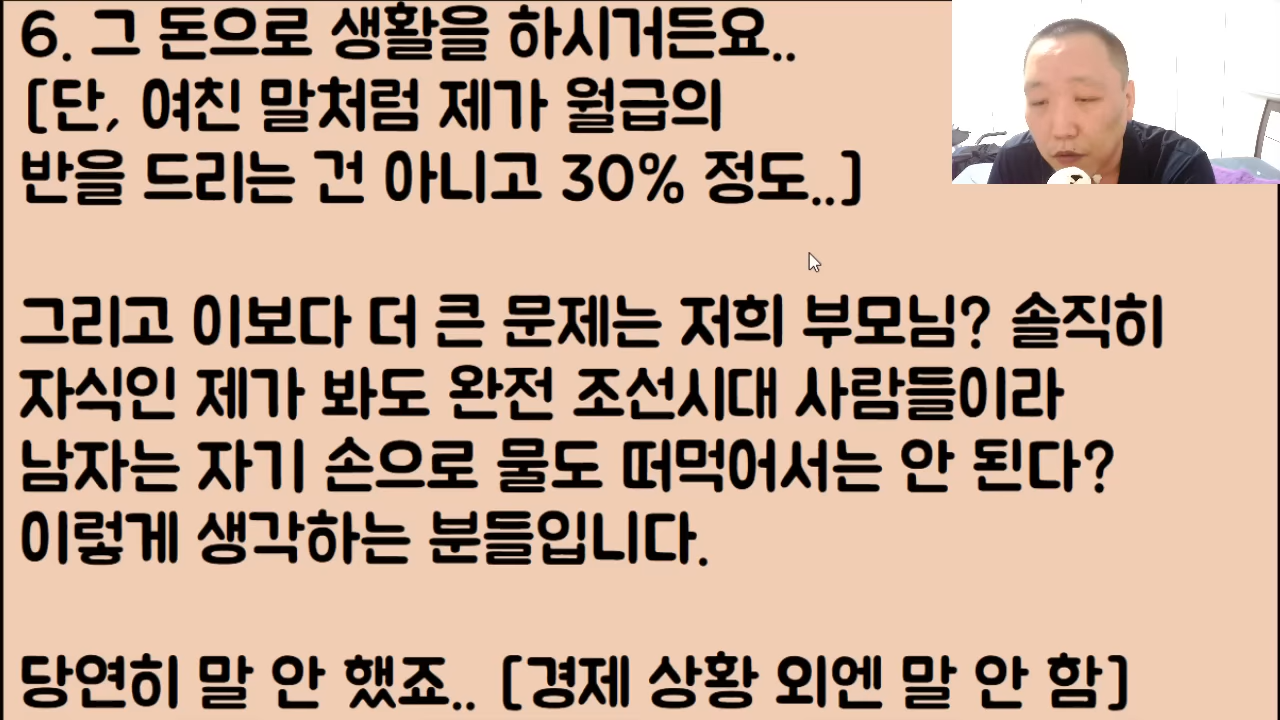 6. 그 돈으로 생활을 하시거든요..
[단, 여친 말처럼 제가 월급의
반을 드리는 건 아니고 30% 정도..]
그리고 이보다 더 큰 문제는 저희 부모님? 솔직히
자식인 제가 봐도 완전 조선시대 사람들이라
남자는 자기 손으로 물도 떠먹어서는 안 된다?
이렇게 생각하는 분들입니다.
당연히 말 안 했죠.. [경제 상황 외엔 말 안 함]